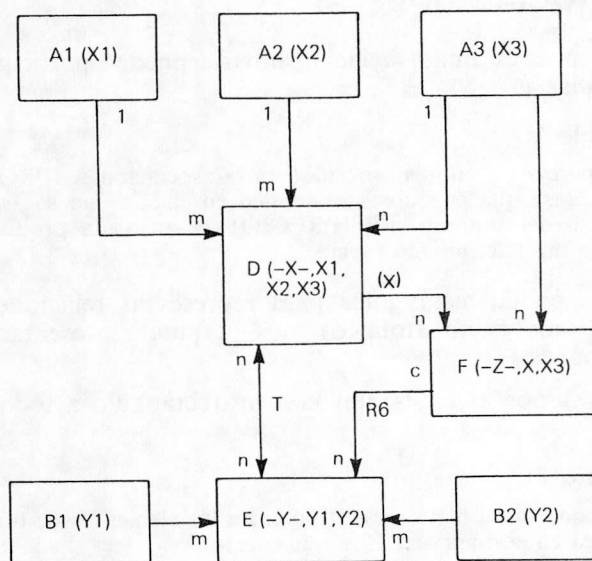 A1 (X1)
A2 (X2)
A3 (X3)
1
1
1
m
m
n
D (–X–,X1,
X2,X3)
(X)
n
n
c
F (–Z–,X,X3)
T
R6
n
n
B1 (Y1)
m
E (–Y–,Y1,Y2)
m
B2 (Y2)